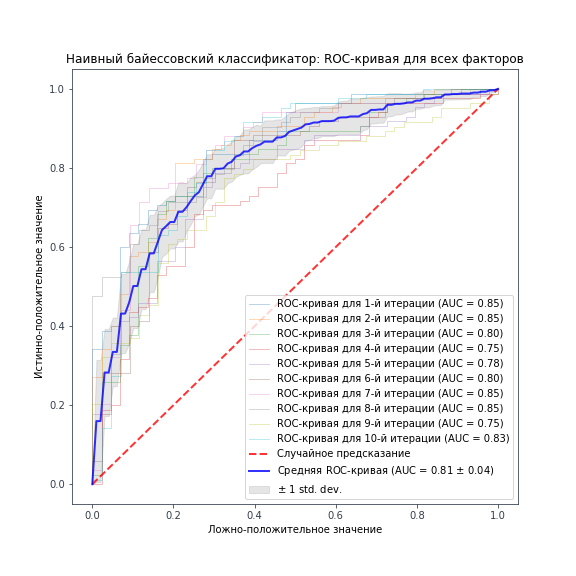 Наивный байессовский классификатор: ROC-кривая для всех факторов
1.0
0.8
0.6
0.4
0.2
0.0
Истинно-положительное значение
ROC-кривая для 1-й итерации (AUC = 0.85)
ROC-кривая для 2-й итерации (AUC = 0.85)
ROC-кривая для 3-й итерации (AUC = 0.80)
ROC-кривая для 4-й итерации (AUC = 0.75)
ROC-кривая для 5-й итерации (AUC = 0.78)
ROC-кривая для 6-й итерации (AUC = 0.80)
ROC-кривая для 7-й итерации (AUC = 0.85)
ROC-кривая для 8-й итерации (AUC = 0.85)
ROC-кривая для 9-й итерации (AUC = 0.75)
ROC-кривая для 10-й итерации (AUC = 0.83)
Случайное предсказание
Средняя ROC-кривая (AUC = 0.81 ± 0.04)
± 1 std. dev.
0.0 0.2 0.4 0.6 0.8 1.0
Ложно-положительное значение